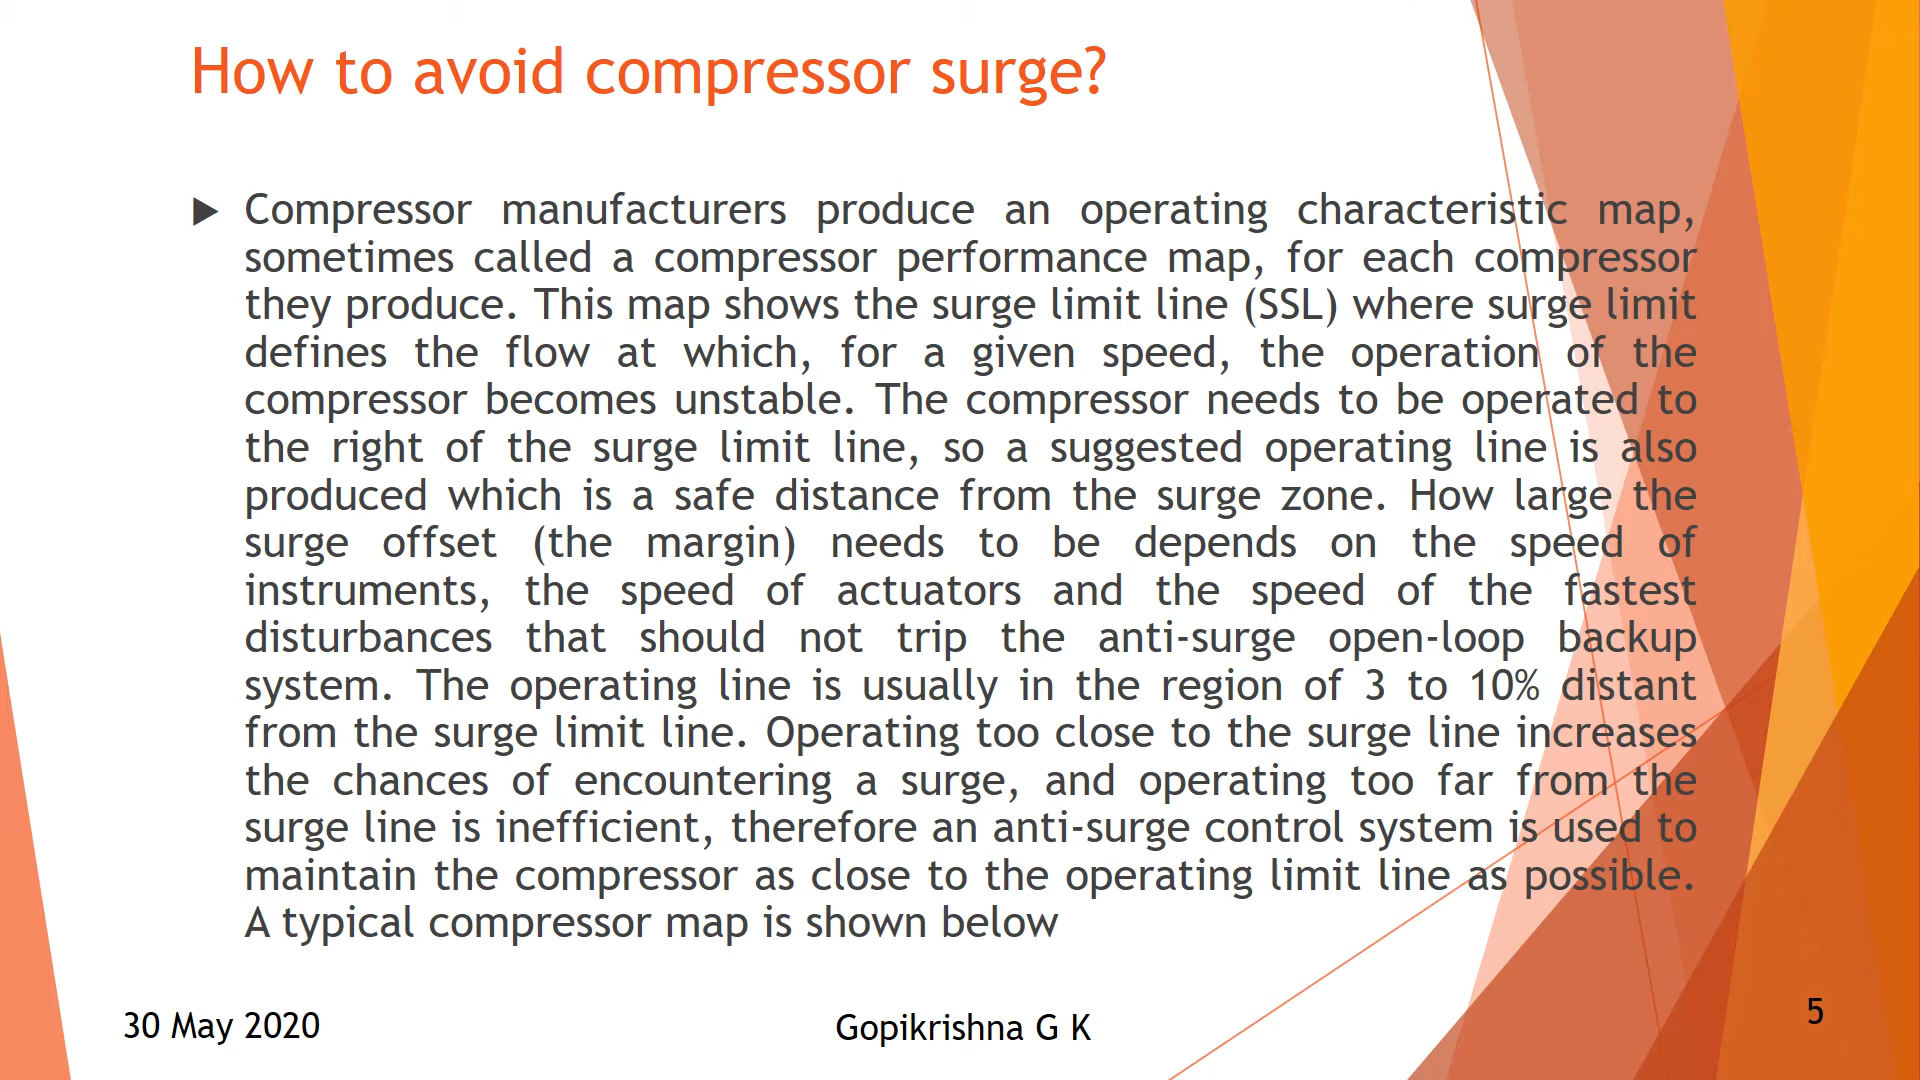 How to avoid compressor surge?
Compressor manufacturers produce an operating characteristic map,
sometimes called a compressor performance map, for each compressor
they produce. This map shows the surge limit line (SSL) where surge limit
defines the flow at which, for a given speed, the operation of the
compressor becomes unstable. The compressor needs to be operated to
the right of the surge limit line, so a suggested operating line is also
produced which is a safe distance from the surge zone. How large the
surge offset (the margin) needs to be depends on the speed of
instruments, the speed of actuators and the speed of the fastest
disturbances that should not trip the anti-surge open-loop backup
system. The operating line is usually in the region of 3 to 10% distant
from the surge limit line. Operating too close to the surge line increases
the chances of encountering a surge, and operating too far from the
surge line is inefficient, therefore an anti-surge control system is used to
maintain the compressor as close to the operating limit line as possible.
A typical compressor map is shown below
30 May 2020
Gopikrishna G K
5